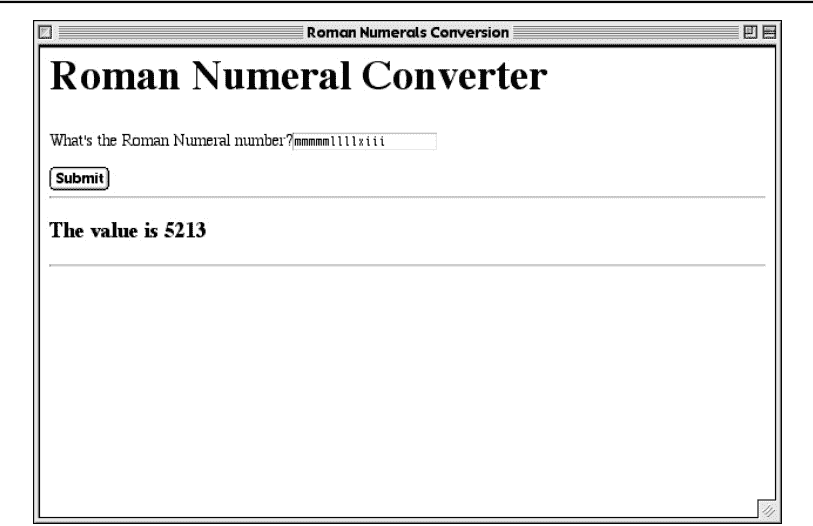 Roman Numerals Conversion
Roman Numeral Converter
What's the Roman Numeral number?mmmmmllllxiii
Submit
The value is 5213